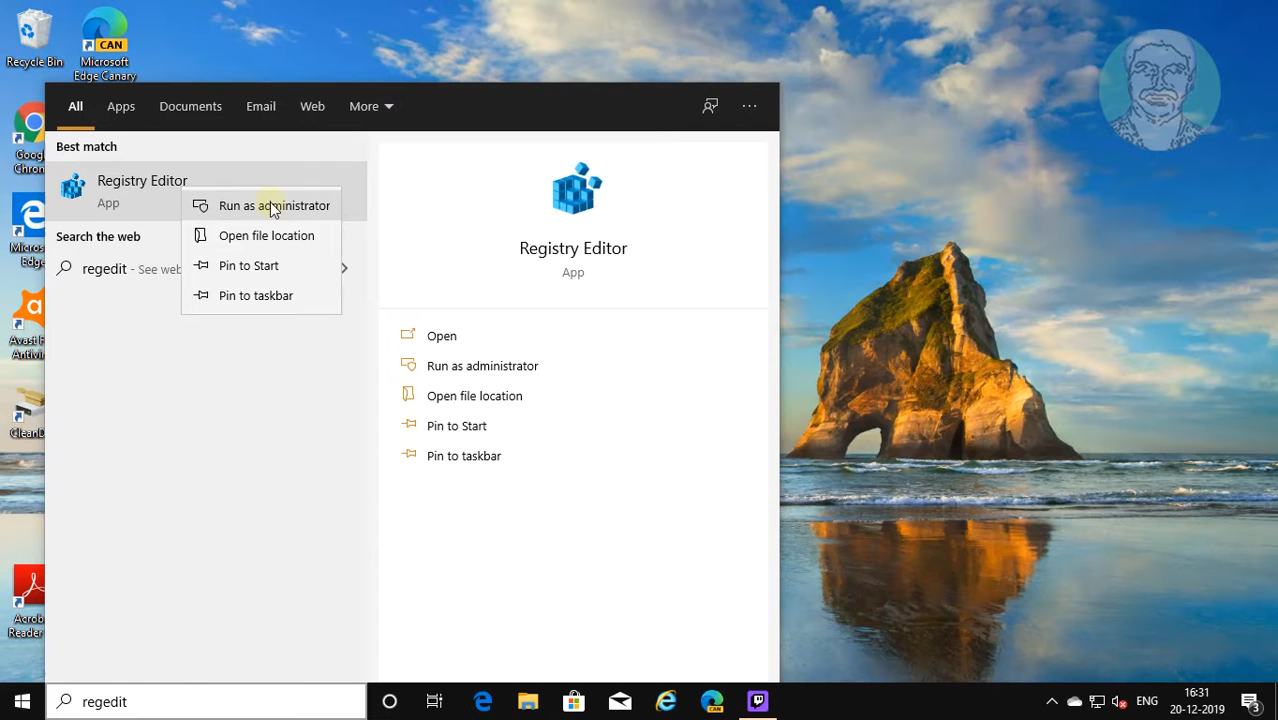 Recycle Bin
Microsoft
Edge Canary
CAN
All
Apps
Documents
Email
Web
More
Best match
Registry Editor
App
Search the web
regedit - See web
Run as administrator
Open file location
Pin to Start
Pin to taskbar
Registry Editor
App
Open
Run as administrator
Open file location
Pin to Start
Pin to taskbar
regedit
CAN
ENG
16:31
20-12-2019
3